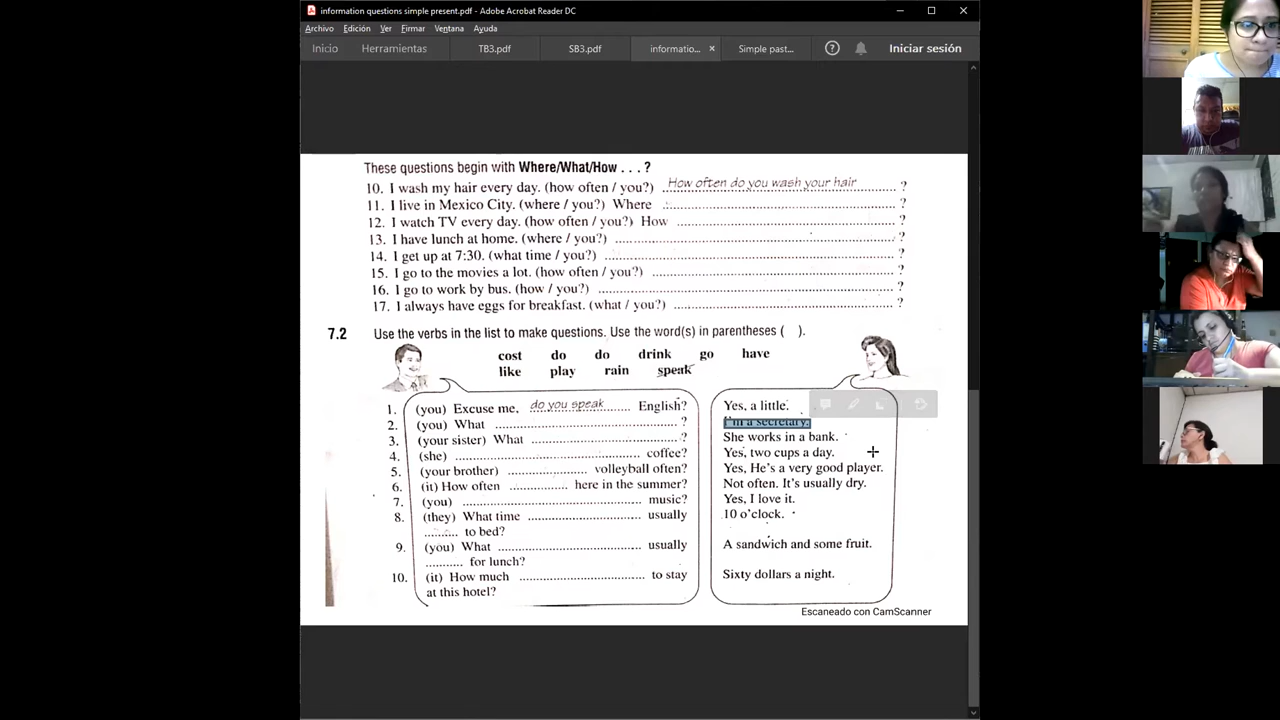 information questions simple present.pdf - Adobe Acrobat Reader DC
Archivo Edición Ver Firmar Ventana Ayuda
Inicio Herramientas TB3.pdf SB3.pdf informatio... × Simple past... Iniciar sesión
These questions begin with Where/What/How . . . ?
10. I wash my hair every day. (how often / you?) How often do you wash your hair ?
11. I live in Mexico City. (where / you?) Where ?
12. I watch TV every day. (how often / you?) How ?
13. I have lunch at home. (where / you?) ?
14. I get up at 7:30. (what time / you?) ?
15. I go to the movies a lot. (how often / you?) ?
16. I go to work by bus. (how / you?) ?
17. I always have eggs for breakfast. (what / you?) ?
7.2 Use the verbs in the list to make questions. Use the word(s) in parentheses ( ).
cost do do drink go have
like play rain speak
1. (you) Excuse me, do you speak English?
2. (you) What ?
3. (your sister) What ?
4. (she) coffee?
5. (your brother) volleyball often?
6. (it) How often here in the summer?
7. (you) music?
8. (they) What time usually
to bed?
9. (you) What usually
for lunch?
10. (it) How much to stay
at this hotel?
Yes, a little.
I'm a secretary.
She works in a bank.
Yes, two cups a day.
Yes, He's a very good player.
Not often. It's usually dry.
Yes, I love it.
10 o'clock.
A sandwich and some fruit.
Sixty dollars a night.
Escaneado con CamScanner